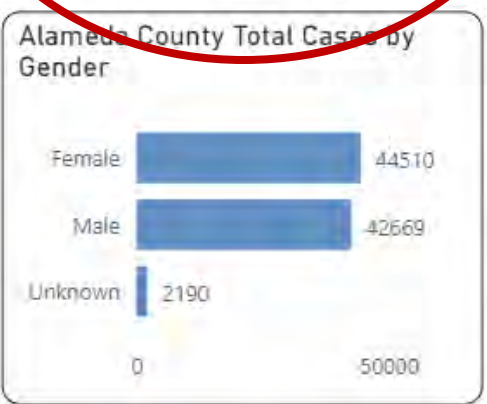 Alameda County Total Cases by
Gender
Female 44510
Male 42669
Unknown 2190
0 50000